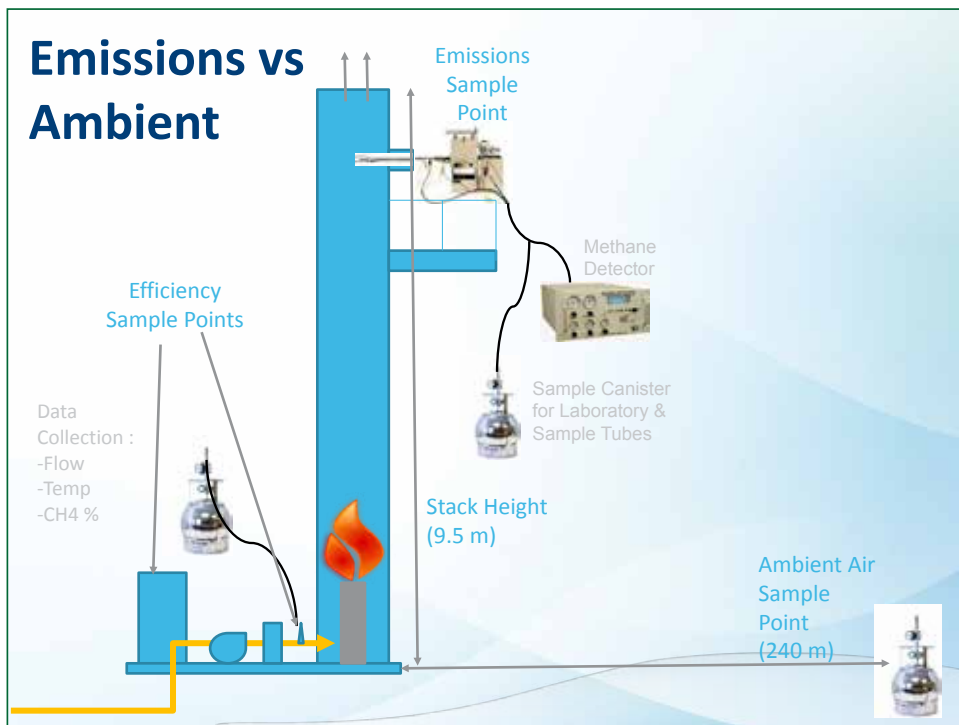 Emissions vs
Ambient
Emissions
Sample
Point
Methane
Detector
Efficiency
Sample Points
Sample Canister
for Laboratory &
Sample Tubes
Data
Collection :
-Flow
-Temp
-CH4 %
Stack Height
(9.5 m)
Ambient Air
Sample
Point
(240 m)